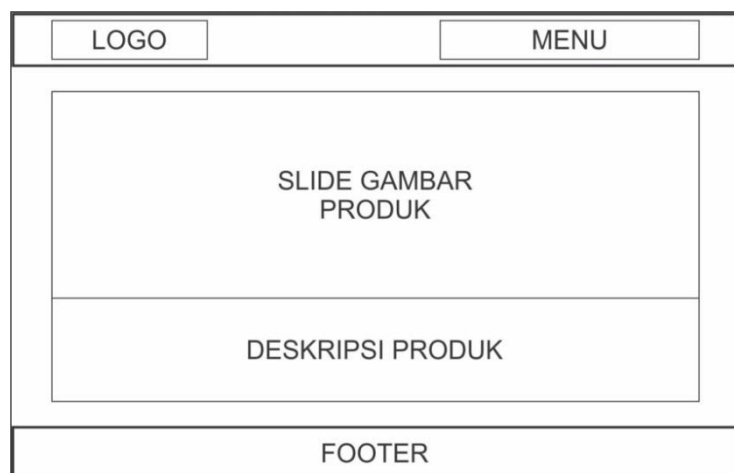 LOGO
MENU
SLIDE GAMBAR
PRODUK
DESKRIPSI PRODUK
FOOTER